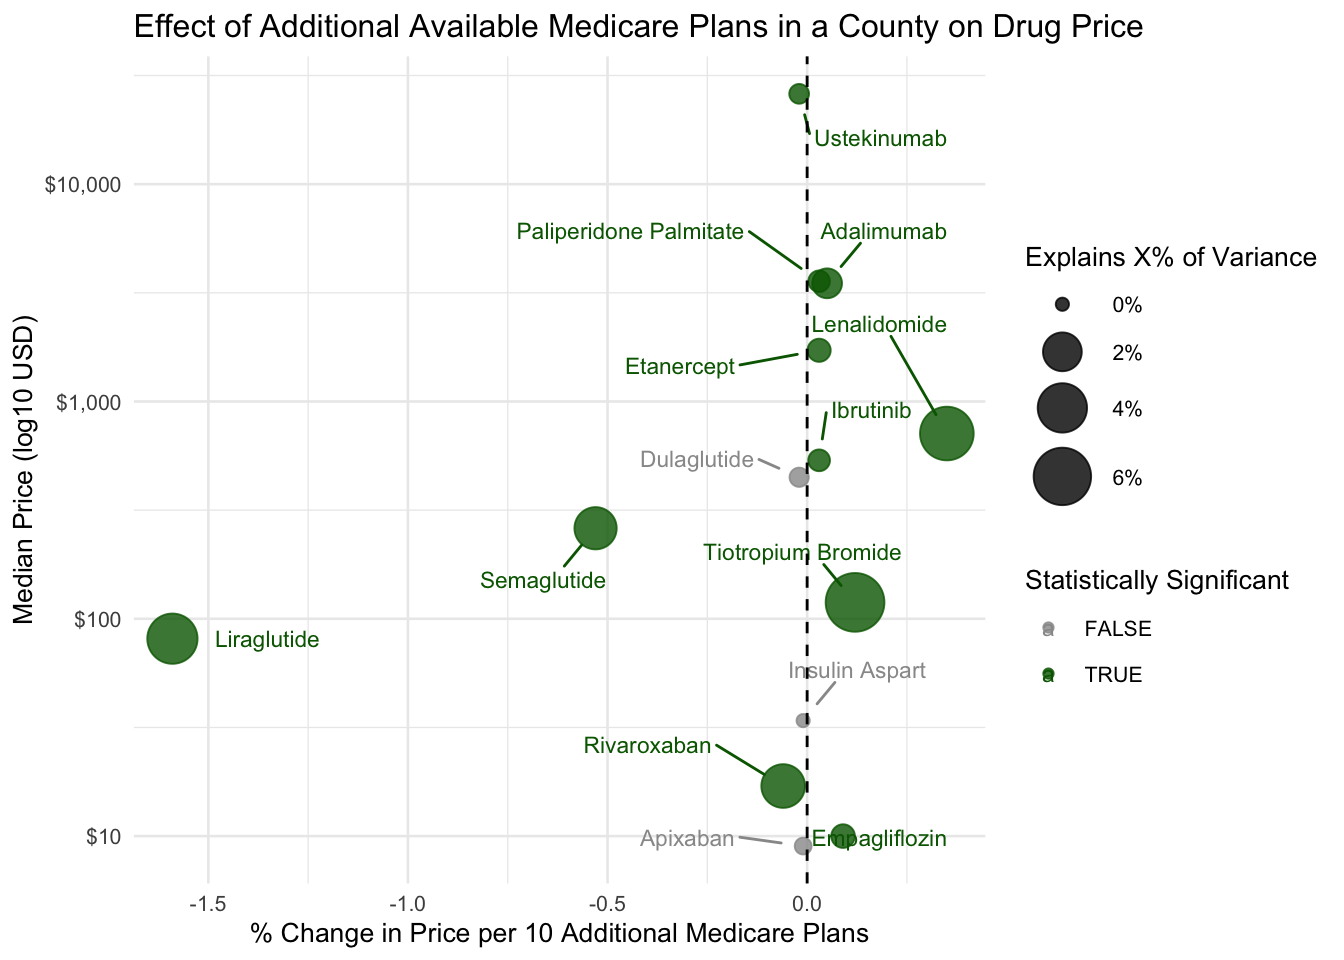 Effect of Additional Available Medicare Plans in a County on Drug Price
Median Price (log10 USD)
$10,000
$1,000
$100
$10
Ustekinumab
Paliperidone Palmitate
Adalimumab
Lenalidomide
Etanercept
Ibrutinib
Dulaglutide
Semaglutide
Tiotropium Bromide
Liraglutide
Insulin Aspart
Rivaroxaban
Apixaban
Empagliflozin
-1.5
-1.0
-0.5
0.0
% Change in Price per 10 Additional Medicare Plans
Explains X% of Variance
0%
2%
4%
6%
Statistically Significant
a FALSE
a TRUE